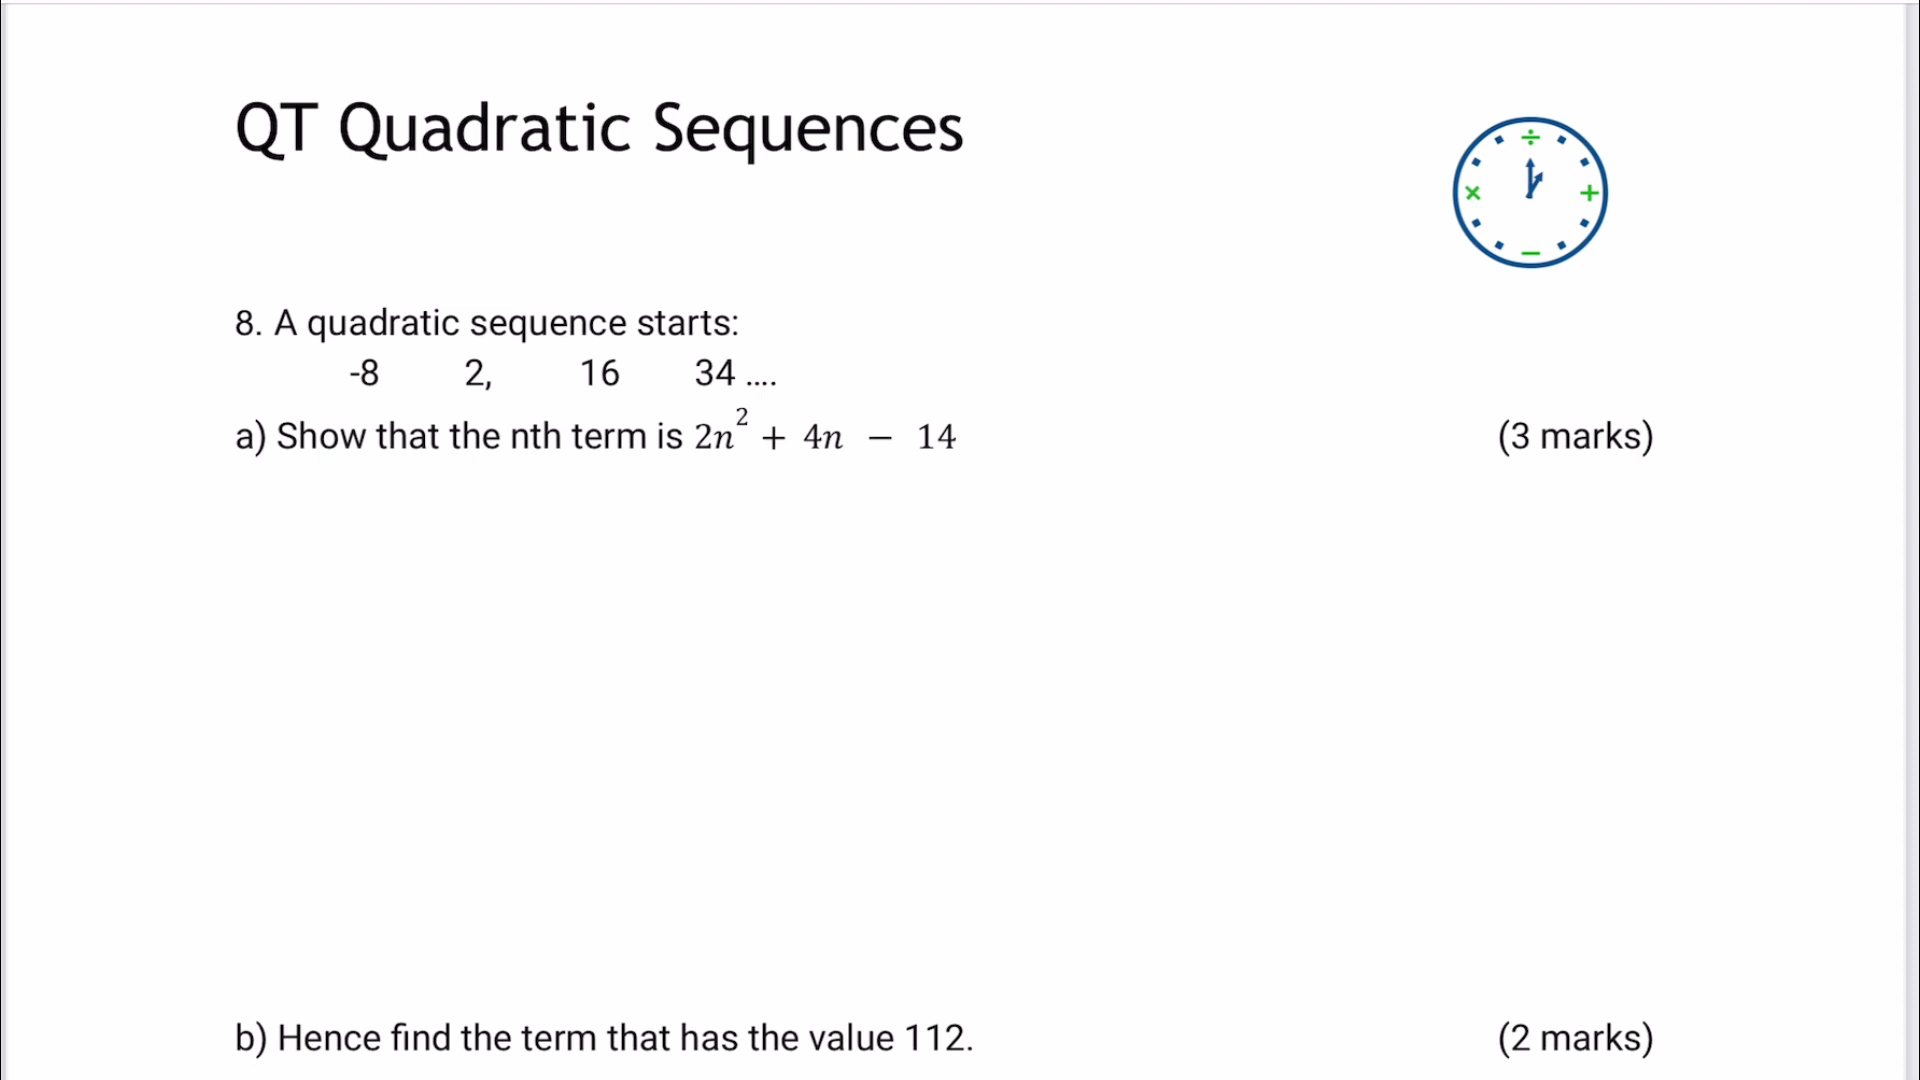 QT Quadratic Sequences
÷
× +
−
8. A quadratic sequence starts:
-8 2, 16 34 ....
a) Show that the nth term is 2n² + 4n − 14 (3 marks)
b) Hence find the term that has the value 112. (2 marks)